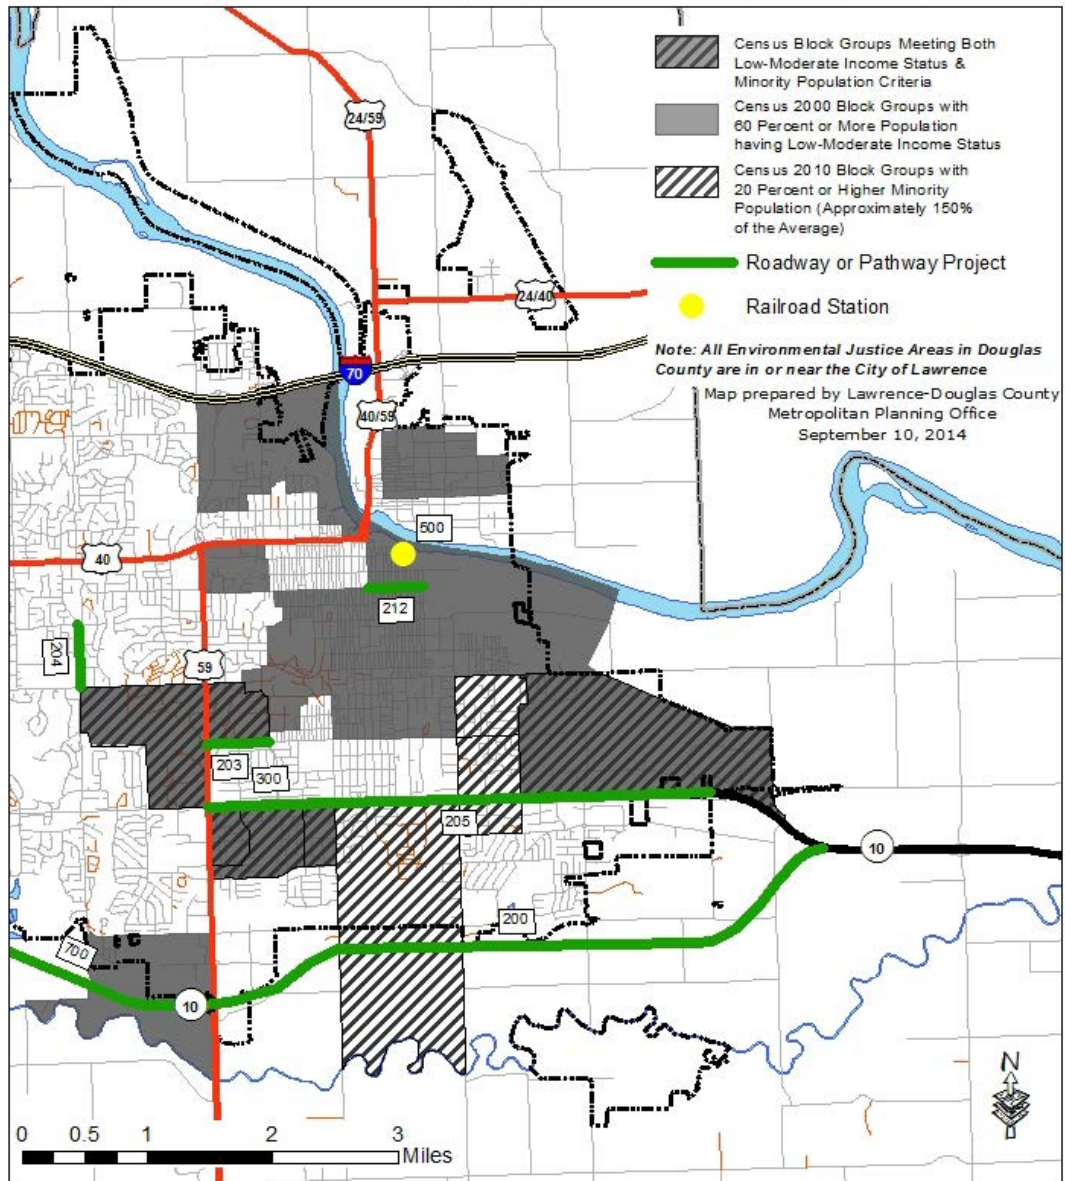 Census Block Groups Meeting Both
Low-Moderate Income Status &
Minority Population Criteria
Census 2000 Block Groups with
60 Percent or More Population
having Low-Moderate Income Status
Census 2010 Block Groups with
20 Percent or Higher Minority
Population (Approximately 150%
of the Average)
Roadway or Pathway Project
Railroad Station
Note: All Environmental Justice Areas in Douglas
County are in or near the City of Lawrence
Map prepared by Lawrence-Douglas County
Metropolitan Planning Office
September 10, 2014
24/59
24/40
70
40/59
500
40
212
204
59
203
300
205
10
200
700
10
N
0 0.5 1 2 3
Miles